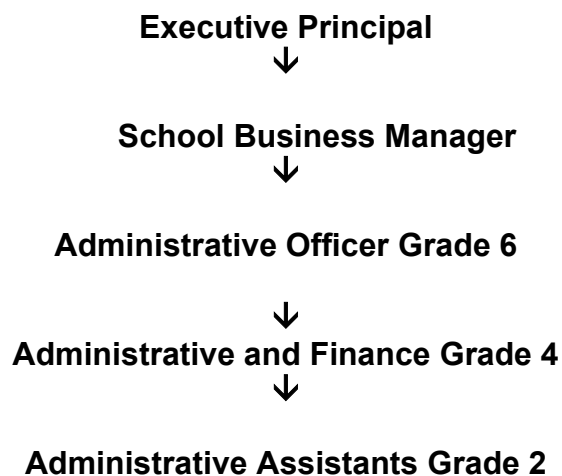 Executive Principal
↓
School Business Manager
↓
Administrative Officer Grade 6
↓
Administrative and Finance Grade 4
↓
Administrative Assistants Grade 2